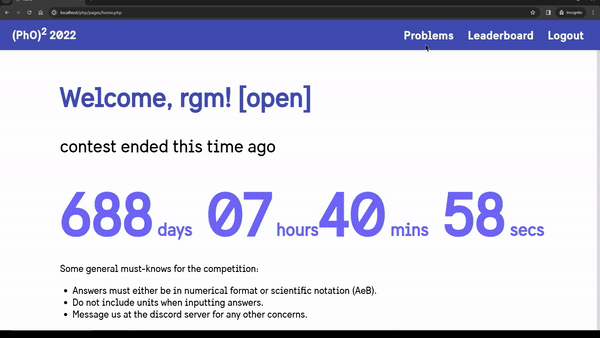 localhost/php/pages/home.php
Incognito
(PhO)² 2022
Problems Leaderboard Logout
Welcome, rgm! [open]
contest ended this time ago
688 days 07 hours 40 mins 58 secs
Some general must-knows for the competition:
Answers must either be in numerical format or scientific notation (AeB).
Do not include units when inputting answers.
Message us at the discord server for any other concerns.